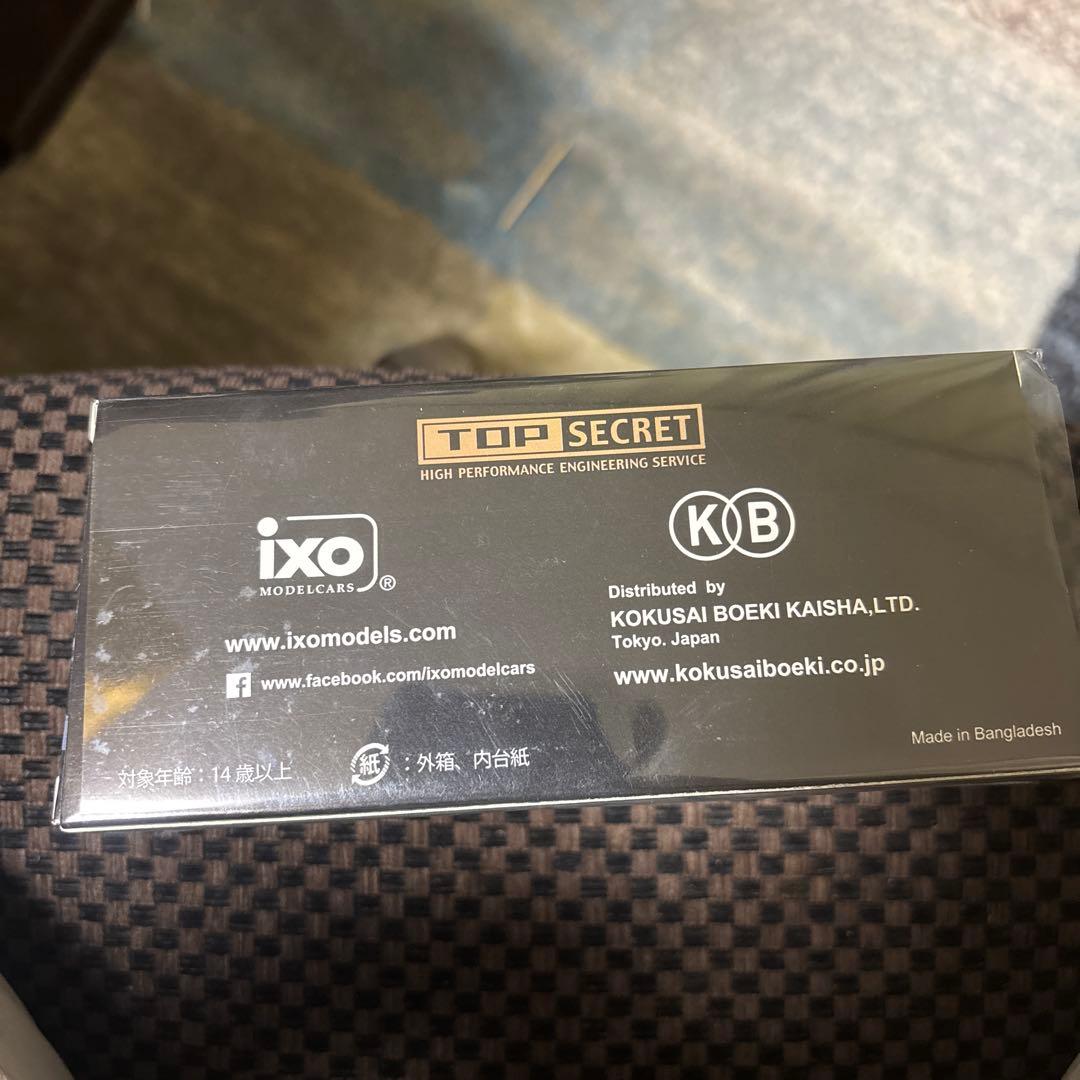 TOP SECRET
HIGH PERFORMANCE ENGINEERING SERVICE
ixo
MODELCARS ®
www.ixomodels.com
f www.facebook.com/ixomodelcars
KB
Distributed by
KOKUSAI BOEKI KAISHA,LTD.
Tokyo. Japan
www.kokusaiboeki.co.jp
Made in Bangladesh
対象年齢：14歳以上
紙：外箱、内台紙